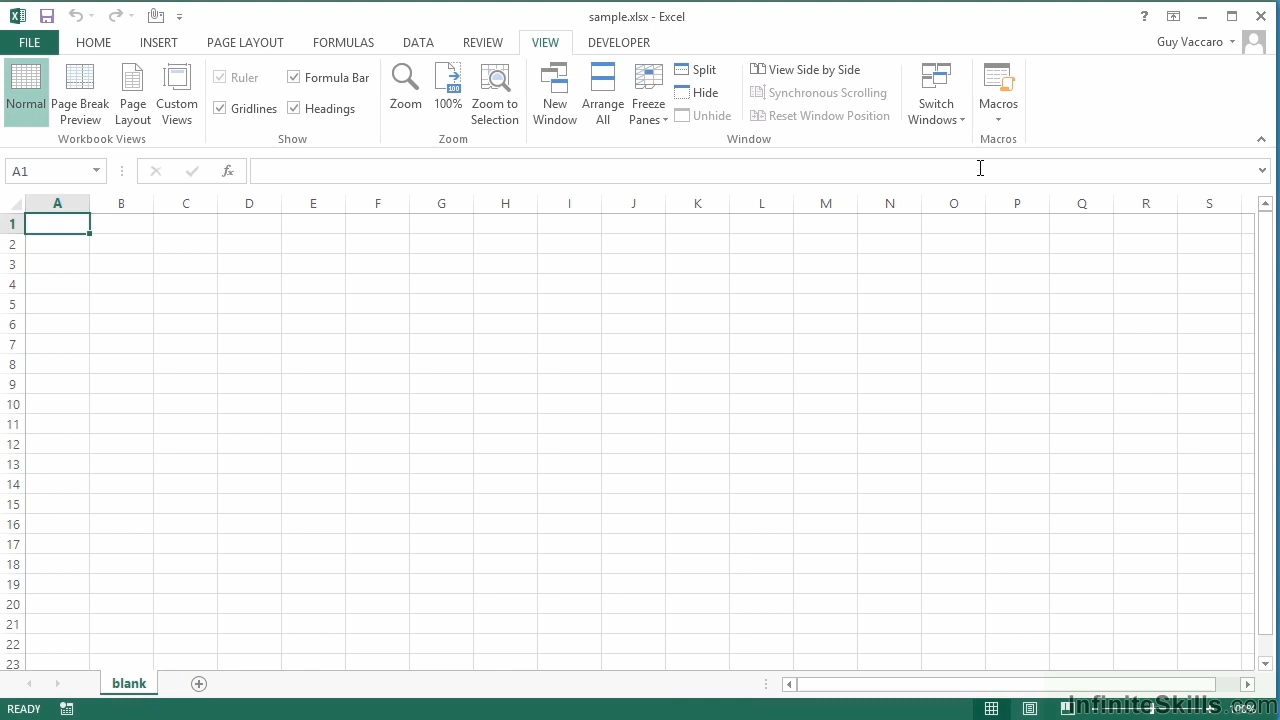 sample.xlsx - Excel
?
FILE HOME INSERT PAGE LAYOUT FORMULAS DATA REVIEW VIEW DEVELOPER Guy Vaccaro
Normal Page Break Preview Page Layout Custom Views
Workbook Views
Ruler Formula Bar
Gridlines Headings
Show
Zoom 100% Zoom to Selection
Zoom
New Window Arrange All Freeze Panes
Split
Hide
Unhide
View Side by Side
Synchronous Scrolling
Reset Window Position
Switch Windows
Window
Macros
Macros
A1 fx
A B C D E F G H I J K L M N O P Q R S
1
2
3
4
5
6
7
8
9
10
11
12
13
14
15
16
17
18
19
20
21
22
23
blank
READY
InfiniteSkills.com
100%